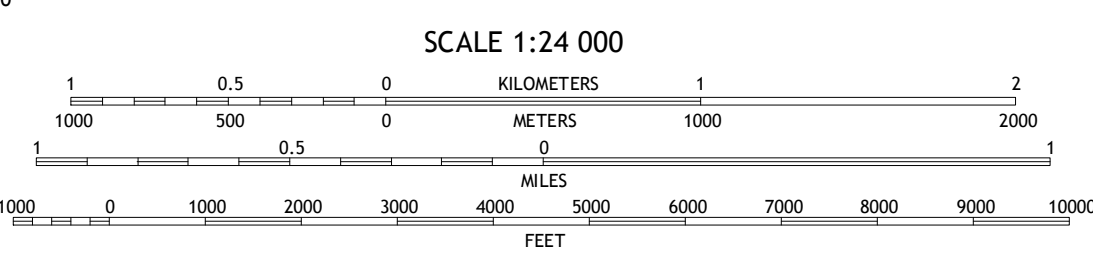 SCALE 1:24 000
1 0.5 0 KILOMETERS 1 2
1000 500 0 METERS 1000 2000
1 0.5 0 1
MILES
1000 0 1000 2000 3000 4000 5000 6000 7000 8000 9000 10000
FEET